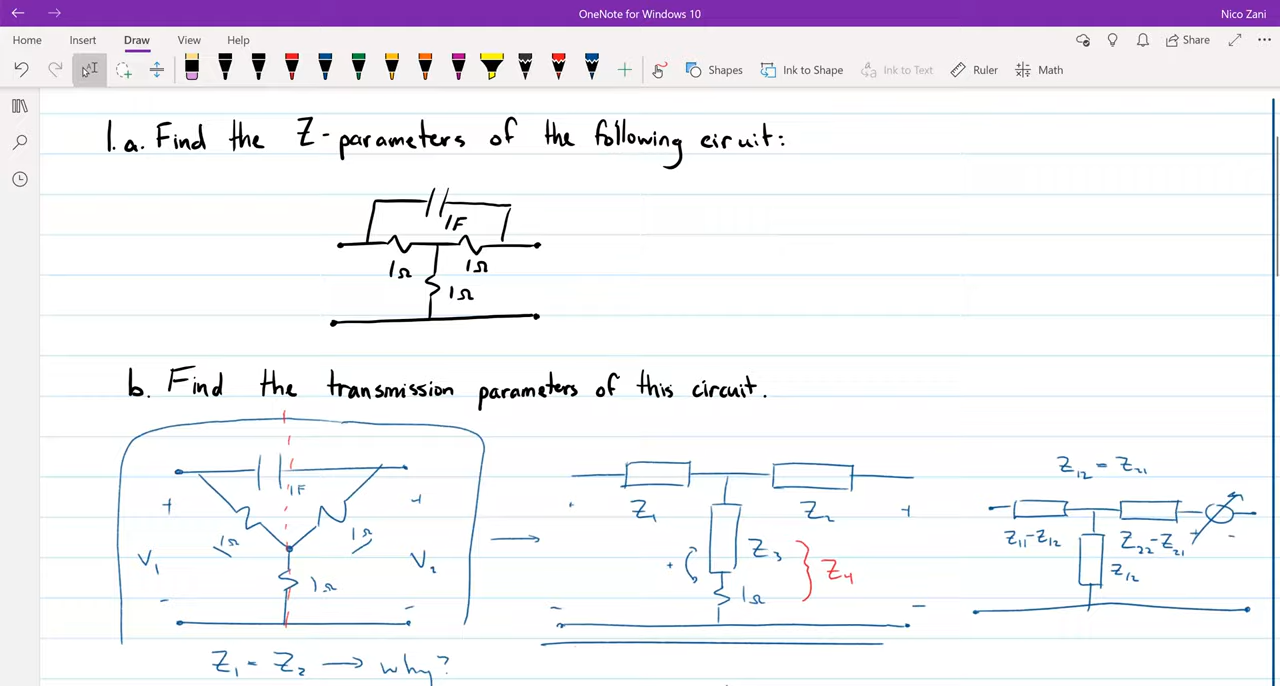 OneNote for Windows 10
Nico Zani
Home Insert Draw View Help
Share
Shapes Ink to Shape Ink to Text Ruler Math
1.a. Find the Z-parameters of the following circuit:
1F
1Ω 1Ω
1Ω
b. Find the transmission parameters of this circuit.
1F
+ +
1Ω 1Ω
V1 V2
1Ω
- -
Z1 = Z2 → why?
Z1 Z2
+
+ Z3 } Z4
1Ω
- -
Z12 = Z21
Z11-Z12 Z22-Z21
+ -
Z12